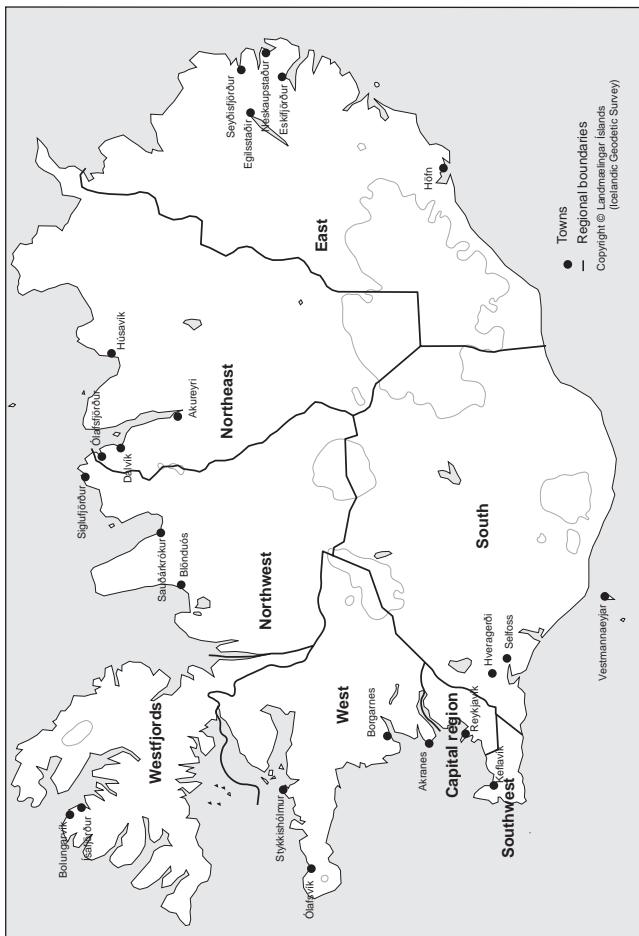 Bolungarvík
Ísafjörður
Westfjords
Stykkishólmur
Ólafsvík
West
Borgarnes
Akranes
Capital region
Reykjavík
Keflavík
Southwest
Siglufjörður
Ólafsfjörður
Dalvík
Sauðárkrókur
Blönduós
Northwest
Húsavík
Akureyri
Northeast
South
Hveragerði
Selfoss
Vestmannaeyjar
Seyðisfjörður
Neskaupstaður
Eskifjörður
Egilsstaðir
East
Höfn
Towns
Regional boundaries
Copyright © Landmælingar Íslands
(Icelandic Geodetic Survey)